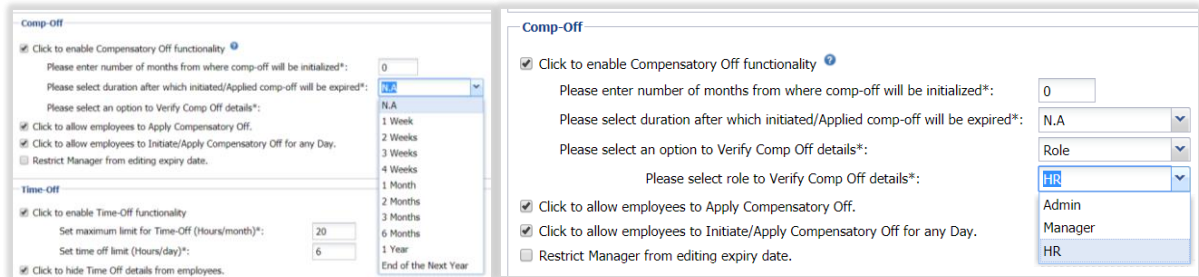 Comp-Off
Click to enable Compensatory Off functionality ?
Please enter number of months from where comp-off will be initialized*: 0
Please select duration after which initiated/Applied comp-off will be expired*: N.A
Please select an option to Verify Comp Off details*:
N.A
1 Week
2 Weeks
3 Weeks
4 Weeks
1 Month
2 Months
3 Months
6 Months
1 Year
End of the Next Year
Click to allow employees to Apply Compensatory Off.
Click to allow employees to Initiate/Apply Compensatory Off for any Day.
Restrict Manager from editing expiry date.
Time-Off
Click to enable Time-Off functionality
Set maximum limit for Time-Off (Hours/month)*: 20
Set time off limit (Hours/day)*: 6
Click to hide Time Off details from employees.
Comp-Off
Click to enable Compensatory Off functionality ?
Please enter number of months from where comp-off will be initialized*: 0
Please select duration after which initiated/Applied comp-off will be expired*: N.A
Please select an option to Verify Comp Off details*: Role
Please select role to Verify Comp Off details*: HR
Admin
Manager
HR
Click to allow employees to Apply Compensatory Off.
Click to allow employees to Initiate/Apply Compensatory Off for any Day.
Restrict Manager from editing expiry date.